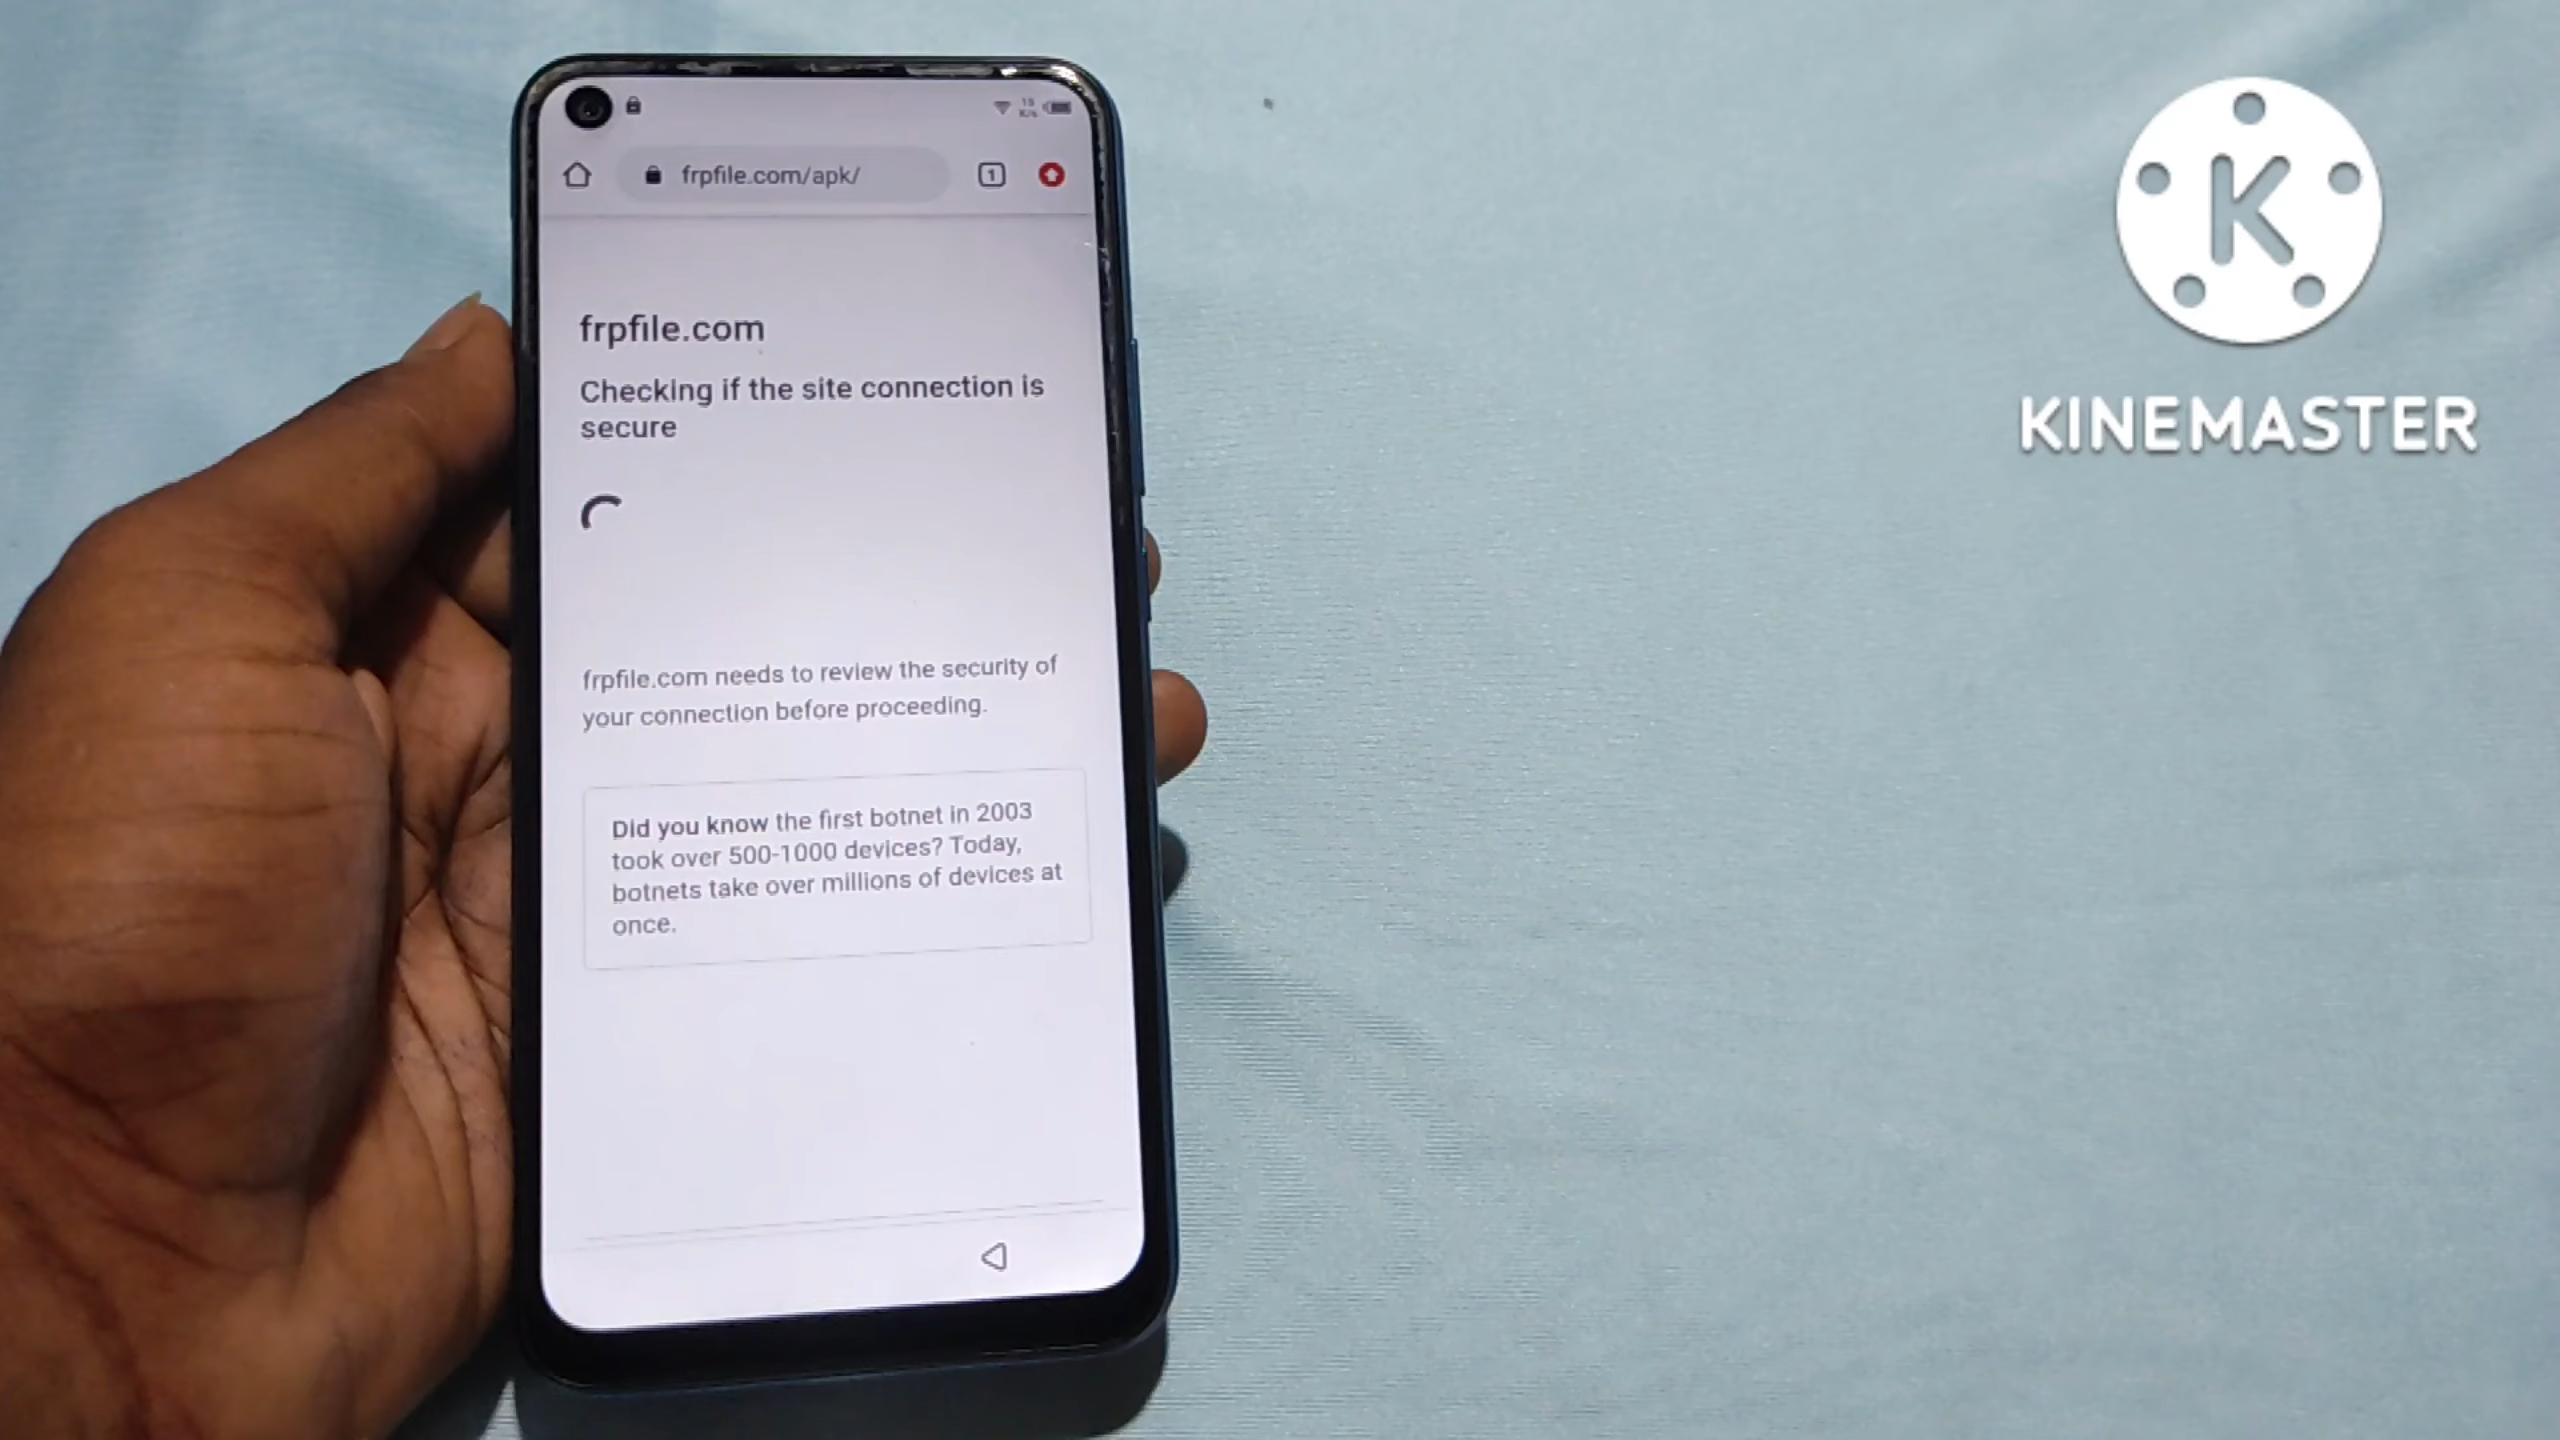 15
K/s
frpfile.com/apk/
1
frpfile.com
Checking if the site connection is
secure
frpfile.com needs to review the security of
your connection before proceeding.
Did you know the first botnet in 2003
took over 500-1000 devices? Today,
botnets take over millions of devices at
once.
K
KINEMASTER